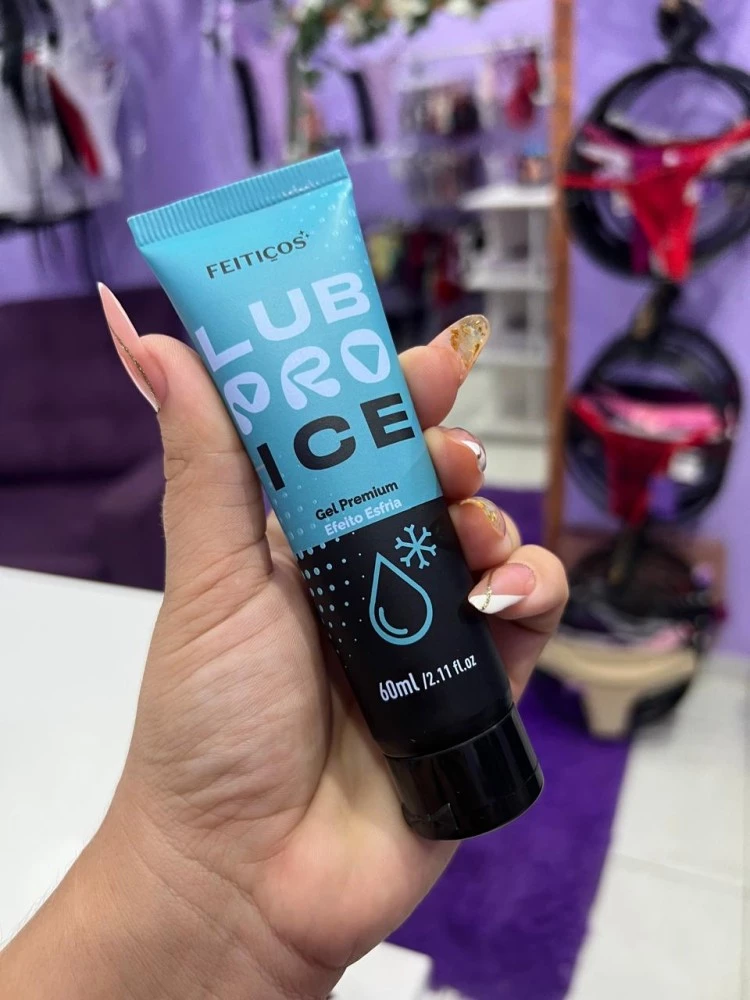 FEITIÇOS
LUB
PRO
ICE
Gel Premium
Efeito Esfria
60ml /2.11 fl.oz